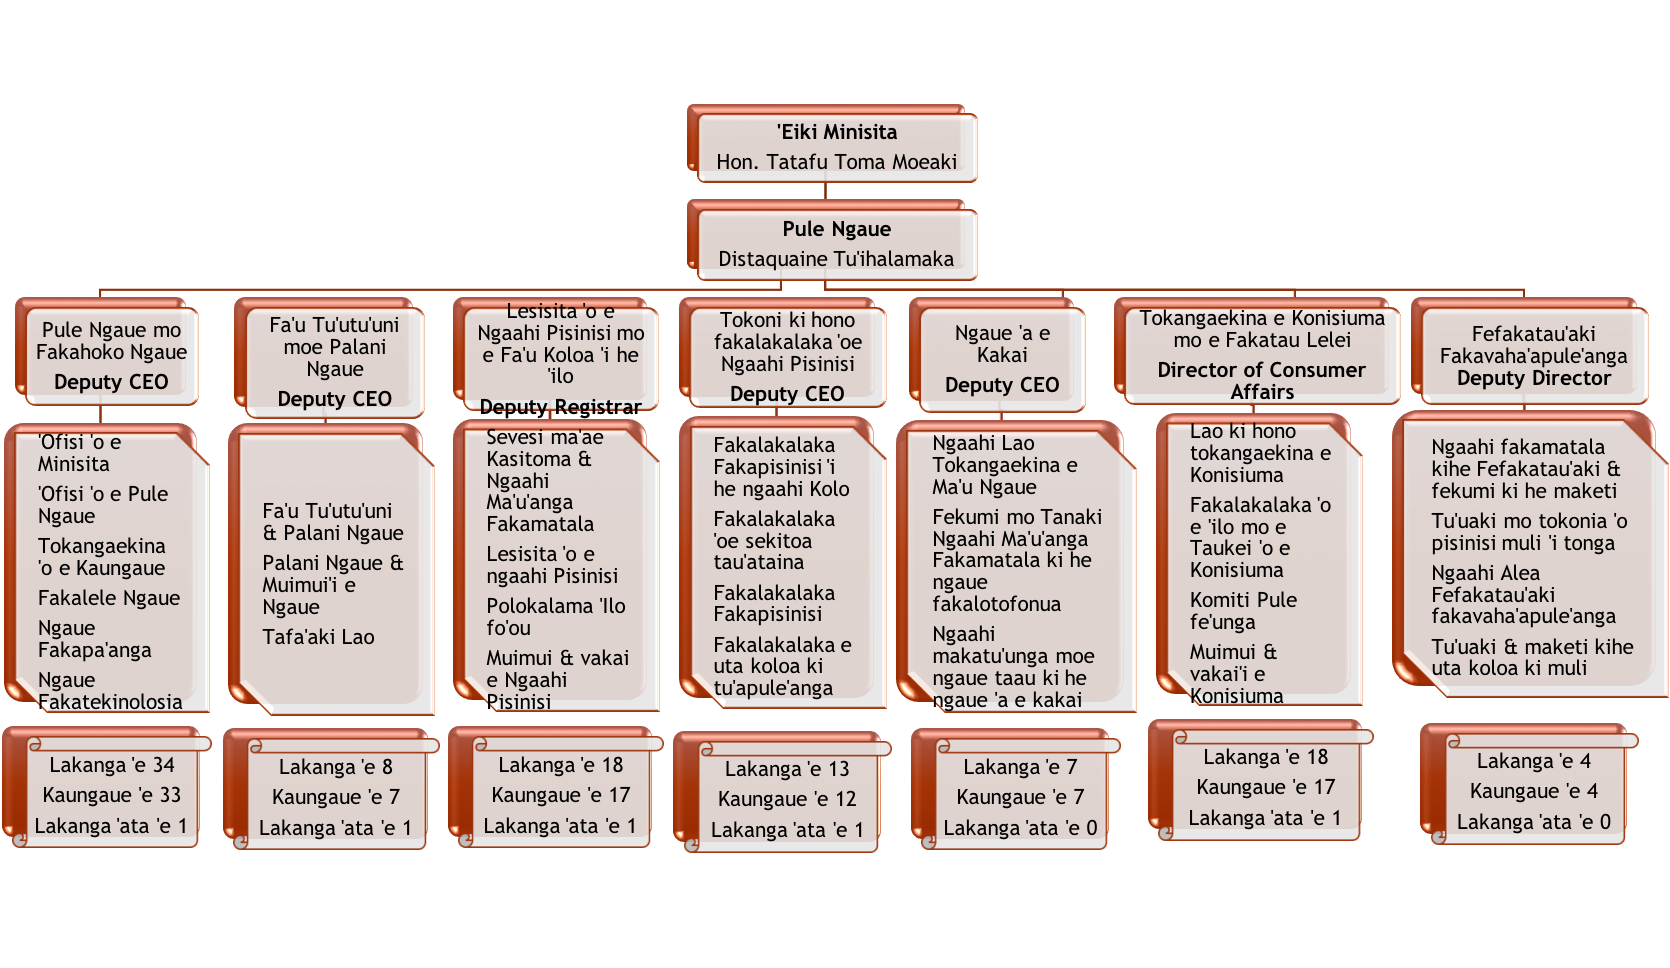 'Eiki Minisita
Hon. Tatafu Toma Moeaki
Pule Ngaue
Distaquaine Tu'ihalamaka
Pule Ngaue mo
Fakahoko Ngaue
Deputy CEO
Fa'u Tu'utu'uni
moe Palani
Ngaue
Deputy CEO
Lesisita 'o e
Ngaahi Pisinisi mo
e Fa'u Koloa 'i he
'ilo
Deputy Registrar
Tokoni ki hono
fakalakalaka 'oe
Ngaahi Pisinisi
Deputy CEO
Ngaue 'a e
Kakai
Deputy CEO
Tokangaekina e Konisiuma
mo e Fakatau Lelei
Director of Consumer
Affairs
Fefakatau'aki
Fakavaha'apule'anga
Deputy Director
'Ofisi 'o e
Minisita
'Ofisi 'o e Pule
Ngaue
Tokangaekina
'o e Kaungaue
Fakalele Ngaue
Ngaue
Fakapa'anga
Ngaue
Fakatekinolosia
Fa'u Tu'utu'uni
& Palani Ngaue
Palani Ngaue &
Muimui'i e
Ngaue
Tafa'aki Lao
Sevesi ma'ae
Kasitoma &
Ngaahi
Ma'u'anga
Fakamatala
Lesisita 'o e
ngaahi Pisinisi
Polokalama 'Ilo
fo'ou
Muimui & vakai
e Ngaahi
Pisinisi
Fakalakalaka
Fakapisinisi 'i
he ngaahi Kolo
Fakalakalaka
'oe sekitoa
tau'ataina
Fakalakalaka
Fakapisinisi
Fakalakalaka e
uta koloa ki
tu'apule'anga
Ngaahi Lao
Tokangaekina e
Ma'u Ngaue
Fekumi mo Tanaki
Ngaahi Ma'u'anga
Fakamatala ki he
ngaue
fakalotofonua
Ngaahi
makatu'unga moe
ngaue taau ki he
ngaue 'a e kakai
Lao ki hono
tokangaekina e
Konisiuma
Fakalakalaka 'o
e 'ilo mo e
Taukei 'o e
Konisiuma
Komiti Pule
fe'unga
Muimui &
vakai'i e
Konisiuma
Ngaahi fakamatala
kihe Fefakatau'aki &
fekumi ki he maketi
Tu'uaki mo tokonia 'o
pisinisi muli 'i tonga
Ngaahi Alea
Fefakatau'aki
fakavaha'apule'anga
Tu'uaki & maketi kihe
uta koloa ki muli
Lakanga 'e 34
Kaungaue 'e 33
Lakanga 'ata 'e 1
Lakanga 'e 8
Kaungaue 'e 7
Lakanga 'ata 'e 1
Lakanga 'e 18
Kaungaue 'e 17
Lakanga 'ata 'e 1
Lakanga 'e 13
Kaungaue 'e 12
Lakanga 'ata 'e 1
Lakanga 'e 7
Kaungaue 'e 7
Lakanga 'ata 'e 0
Lakanga 'e 18
Kaungaue 'e 17
Lakanga 'ata 'e 1
Lakanga 'e 4
Kaungaue 'e 4
Lakanga 'ata 'e 0